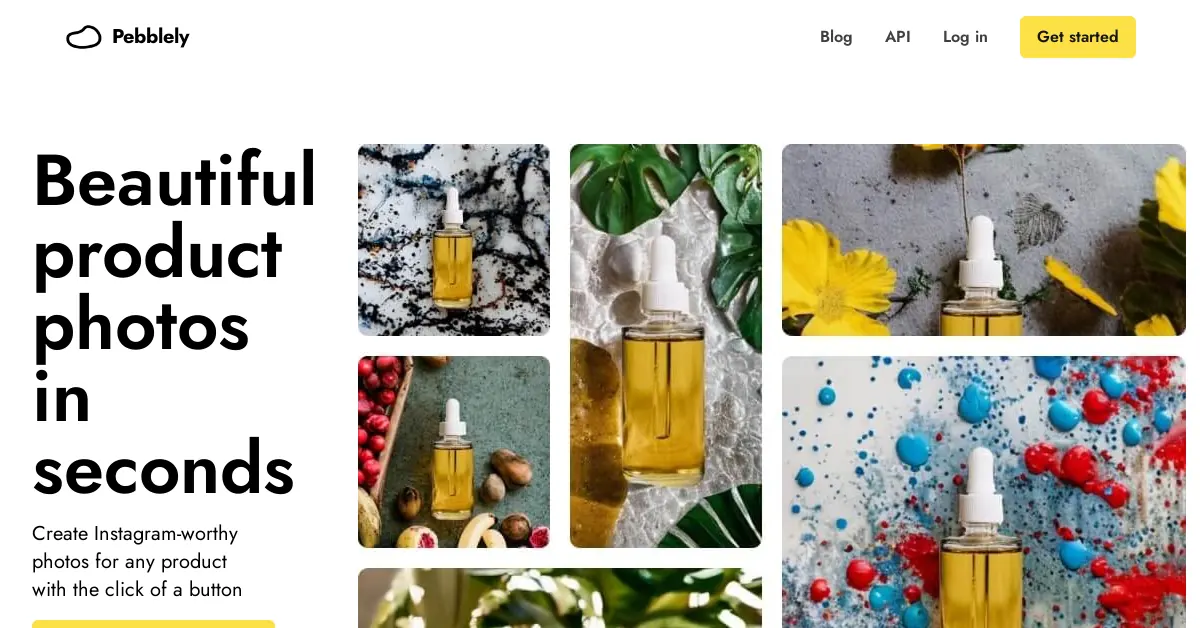 Pebblely
Blog
API
Log in
Get started
Beautiful
product
photos
in
seconds
Create Instagram-worthy
photos for any product
with the click of a button